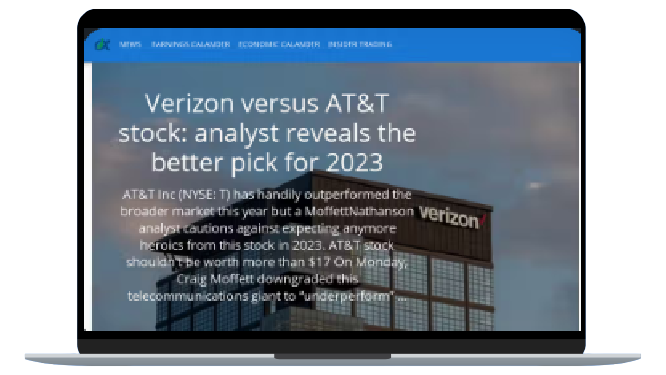 NEWS EARNINGS CALANDER ECONOMIC CALANDER INSIDER TRADING
Verizon versus AT&T
stock: analyst reveals the
better pick for 2023
AT&T Inc (NYSE: T) has handily outperformed the
broader market this year but a MoffettNathanson
analyst cautions against expecting anymore
heroics from this stock in 2023. AT&T stock
shouldn't be worth more than $17 On Monday,
Craig Moffett downgraded this
telecommunications giant to "underperform" ...
verizon